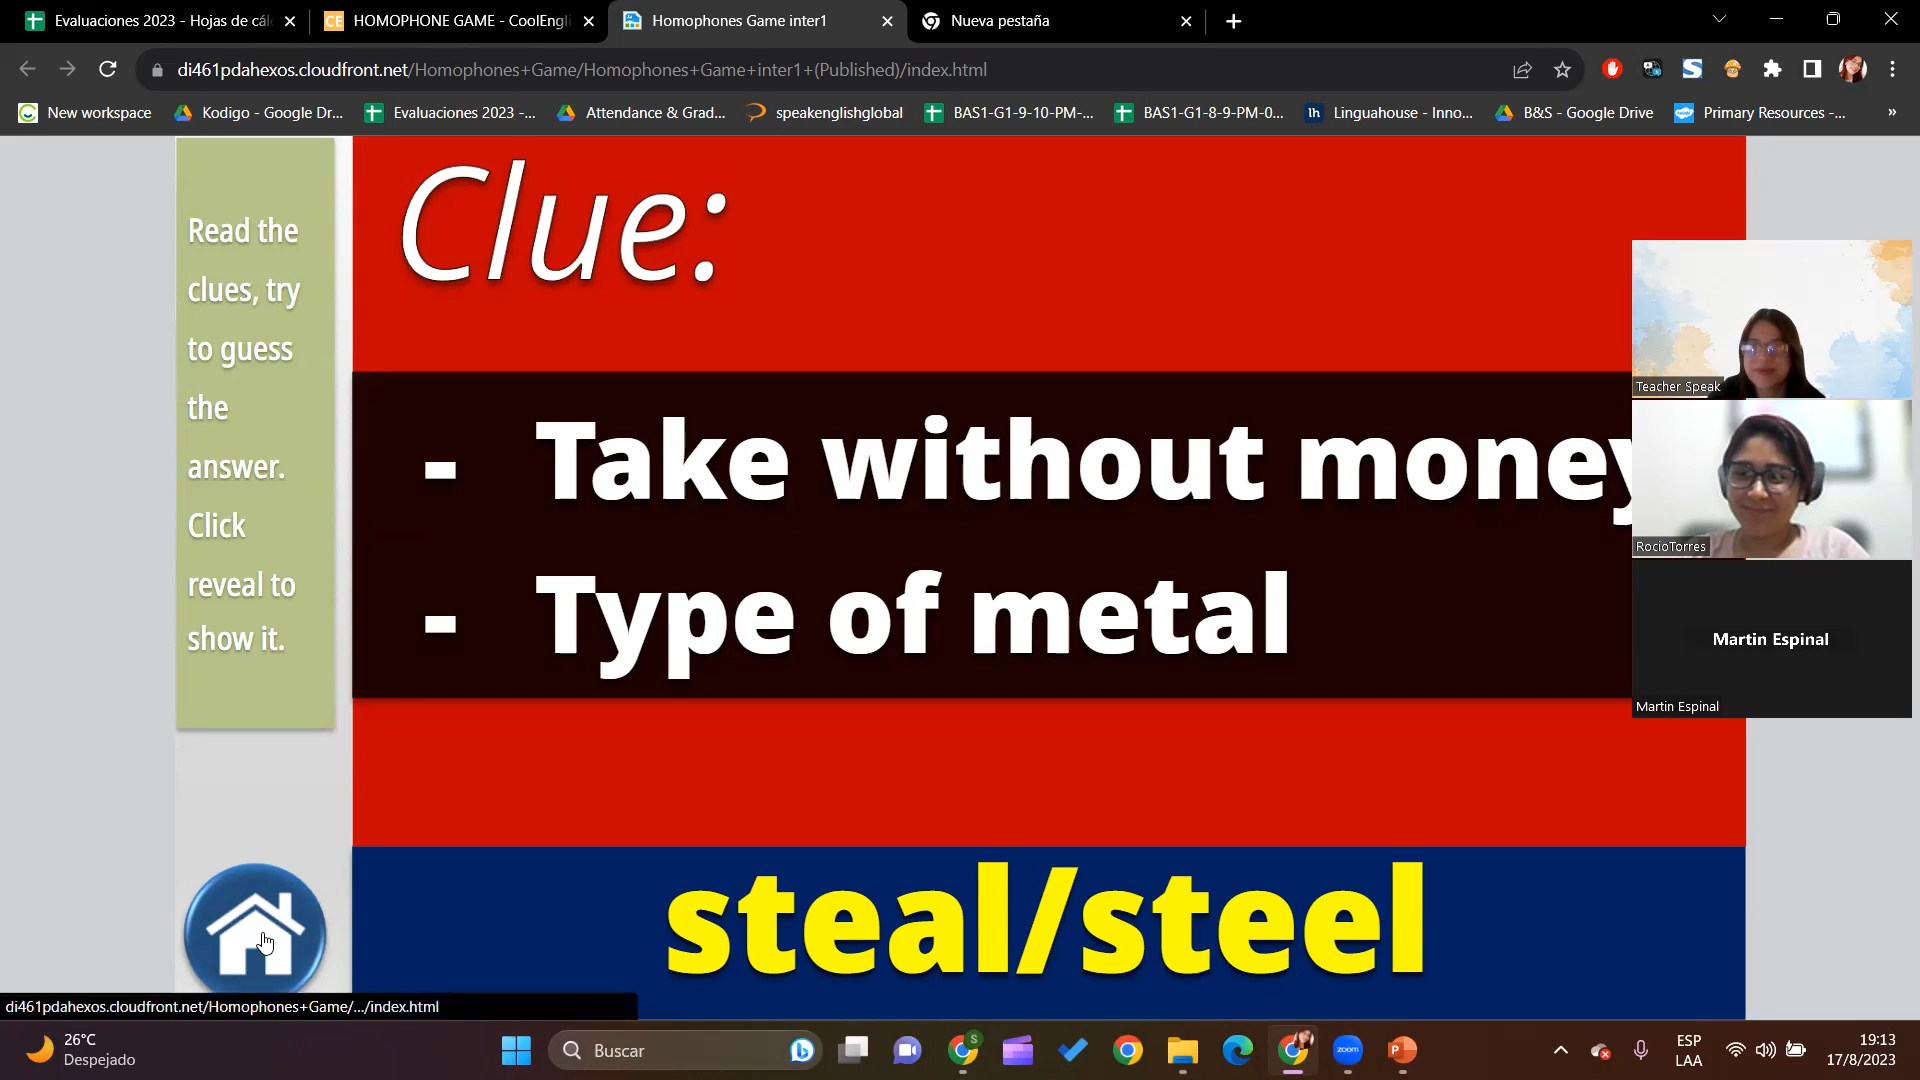 Evaluaciones 2023 - Hojas de cálc
HOMOPHONE GAME - CoolEngli
Homophones Game inter1
Nueva pestaña
di461pdahexos.cloudfront.net/Homophones+Game/Homophones+Game+inter1+(Published)/index.html
New workspace
Kodigo - Google Dr...
Evaluaciones 2023 -...
Attendance & Grad...
speakenglishglobal
BAS1-G1-9-10-PM-...
BAS1-G1-8-9-PM-0...
lh
Linguahouse - Inno...
B&S - Google Drive
Primary Resources -...
»
Read the
clues, try
to guess
the
answer.
Click
reveal to
show it.
Clue:
- Take without money
- Type of metal
steal/steel
Teacher Speak
RocioTorres
Martin Espinal
Martin Espinal
di461pdahexos.cloudfront.net/Homophones+Game/.../index.html
26°C
Despejado
Buscar
zoom
ESP
LAA
19:13
17/8/2023